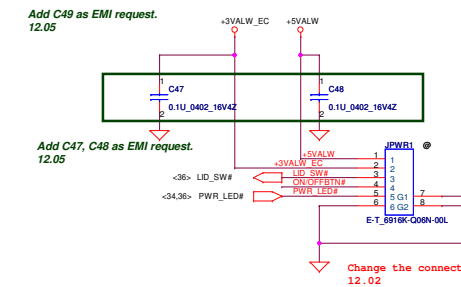 Add C49 as EMI request.
12.05
+3VALW_EC +5VALW
1 1
C47 C48
0.1U_0402_16V4Z 0.1U_0402_16V4Z
2 2
Add C47, C48 as EMI request.
12.05
JPWR1 @
+5VALW 1 1
+3VALW_EC 2 2
<36> LID_SW# LID_SW# 3 3
ON/OFFBTN# 4 4
<34,36> PWR_LED# PWR_LED# 5 5 G1 7
6 6 G2 8
E-T_6916K-Q06N-00L
Change the connect
12.02